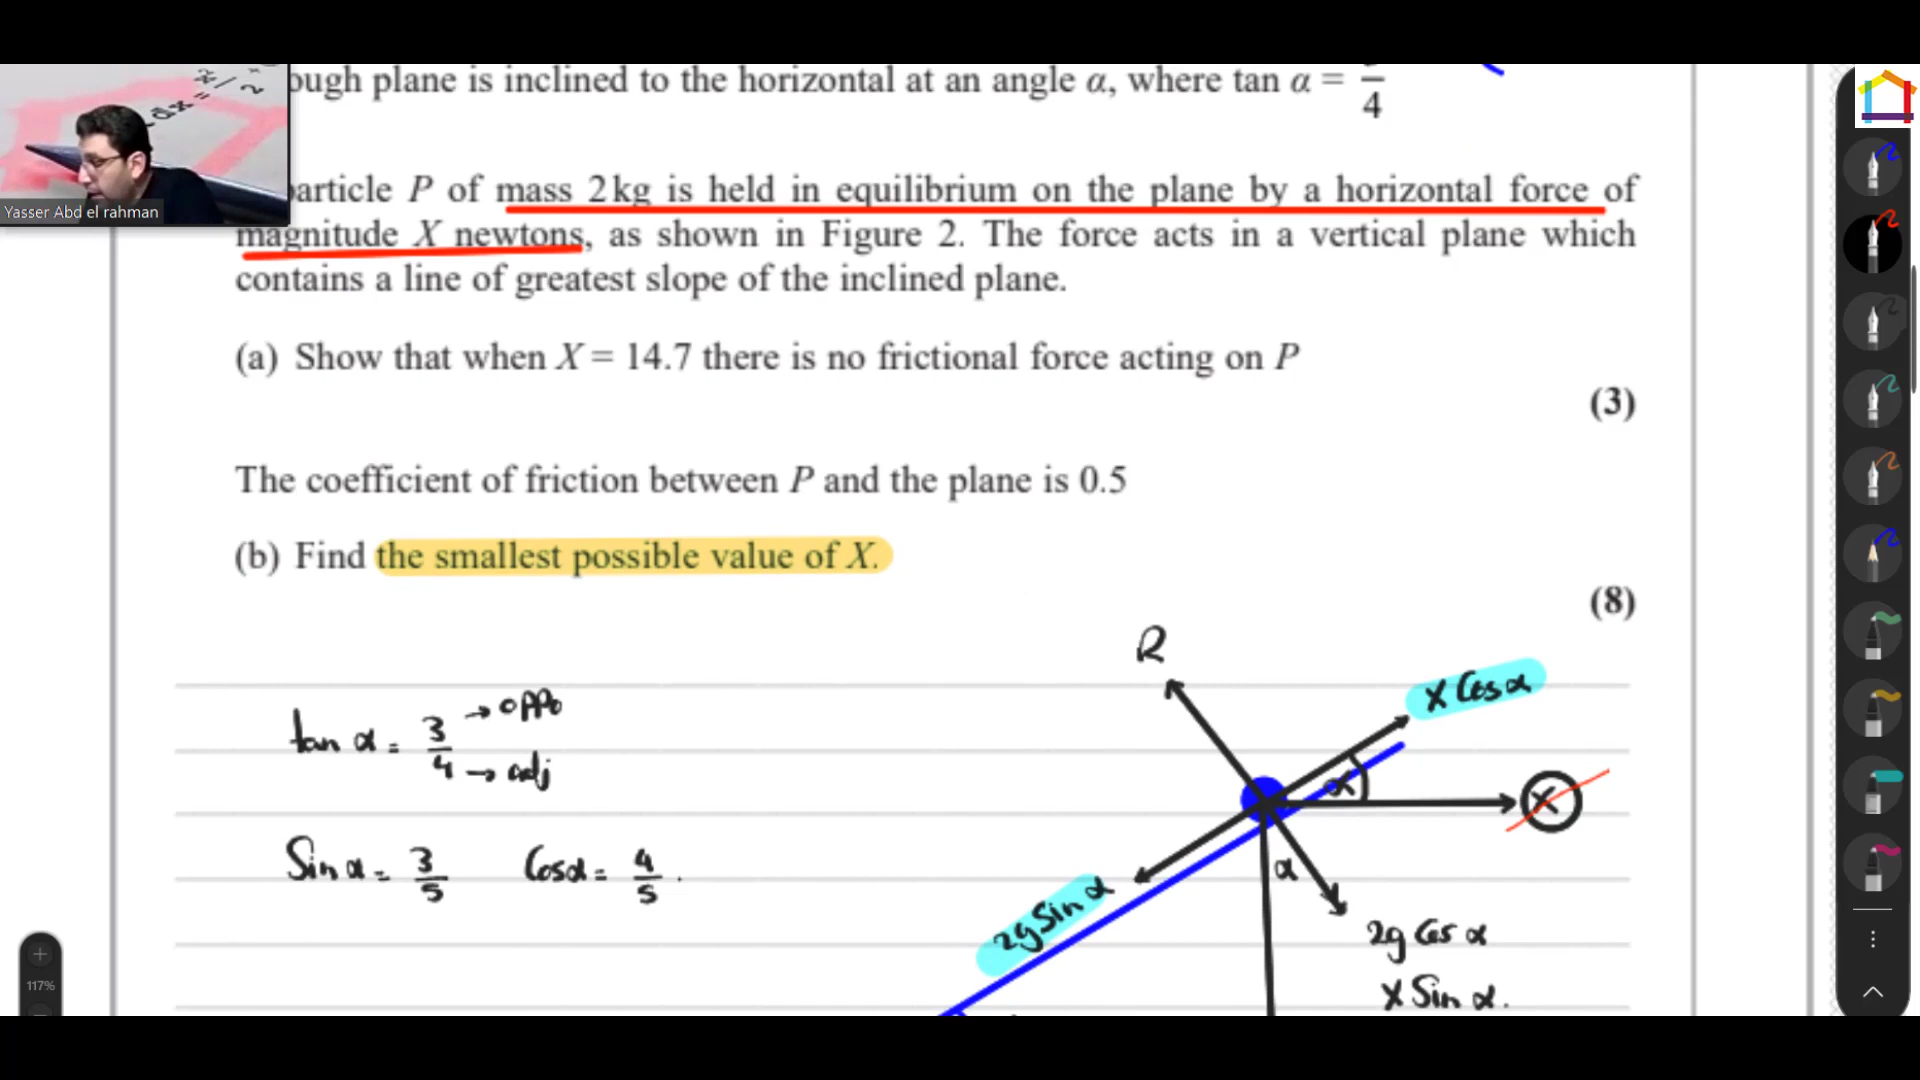 ough plane is inclined to the horizontal at an angle α, where tan α = /4
dx = 2
article P of mass 2 kg is held in equilibrium on the plane by a horizontal force of
Yasser Abd el rahman
magnitude X newtons, as shown in Figure 2. The force acts in a vertical plane which
contains a line of greatest slope of the inclined plane.
(a) Show that when X = 14.7 there is no frictional force acting on P
(3)
The coefficient of friction between P and the plane is 0.5
(b) Find the smallest possible value of X.
(8)
R
X Cos α
tan α = 3/4 → oppo → adj
α
X
Sin α = 3/5 Cos α = 4/5.
α
2g Sin α
2g Cos α
X Sin α.
117%